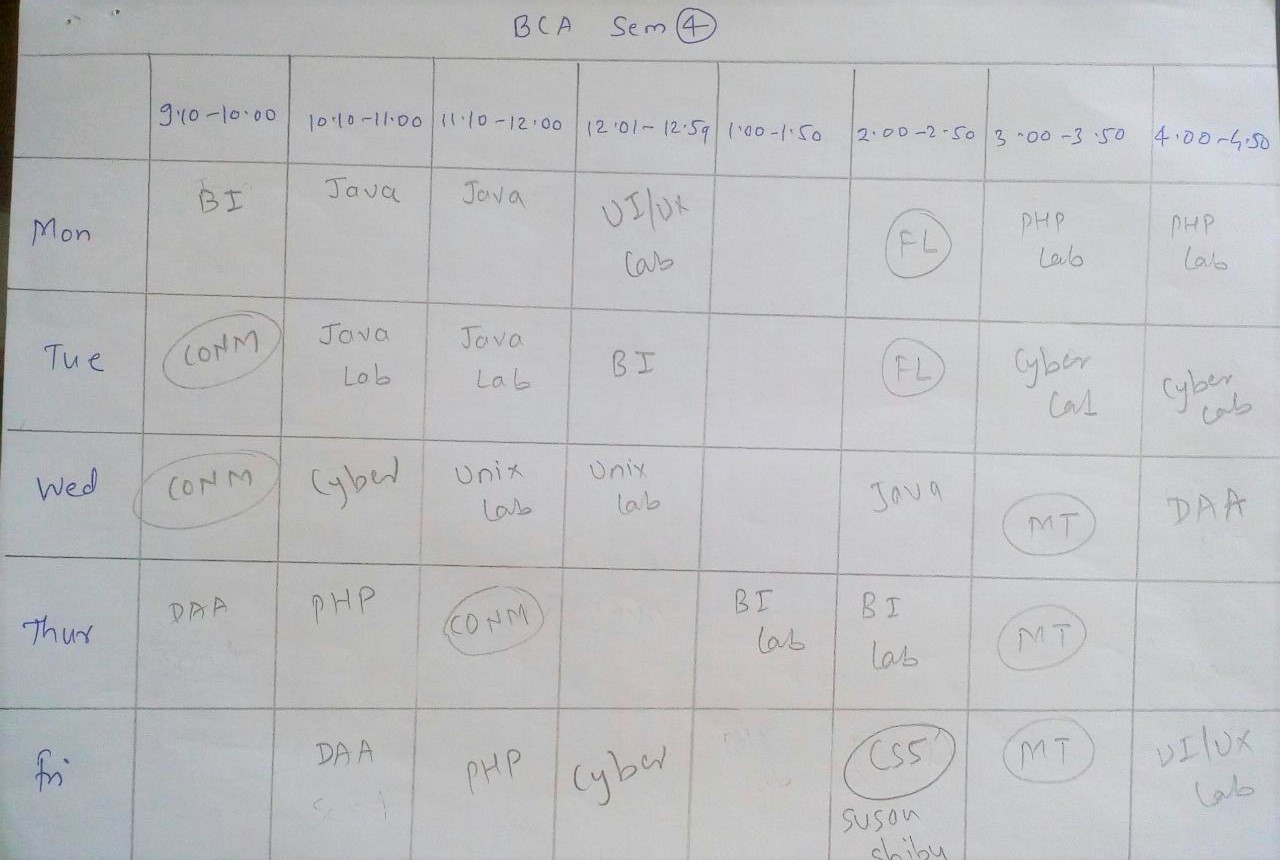 BCA Sem 4
9.10-10.00 10.10-11.00 11.10-12.00 12.01-12.59 1.00-1.50 2.00-2.50 3.00-3.50 4.00-4.50
Mon BI Java Java UI/UX Lab FL PHP Lab PHP Lab
Tue CONM Java Lab Java Lab BI FL Cyber Lab Cyber Lab
Wed CONM Cyber Unix Lab Unix lab Java MT DAA
Thur DAA PHP CONM BI lab BI lab MT
fri DAA PHP Cyber CS5 suson shibu MT UI/UX Lab